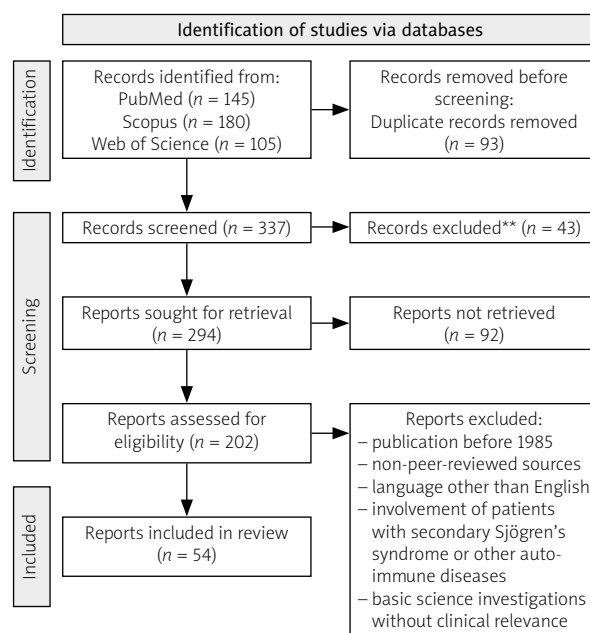 Identification of studies via databases
Identification
Records identified from:
PubMed (n = 145)
Scopus (n = 180)
Web of Science (n = 105)
Records removed before
screening:
Duplicate records removed
(n = 93)
Screening
Records screened (n = 337)
Records excluded** (n = 43)
Reports sought for retrieval
(n = 294)
Reports not retrieved
(n = 92)
Reports assessed for
eligibility (n = 202)
Reports excluded:
– publication before 1985
– non-peer-reviewed sources
– language other than English
– involvement of patients
with secondary Sjögren's
syndrome or other auto-
immune diseases
– basic science investigations
without clinical relevance
Included
Reports included in review
(n = 54)